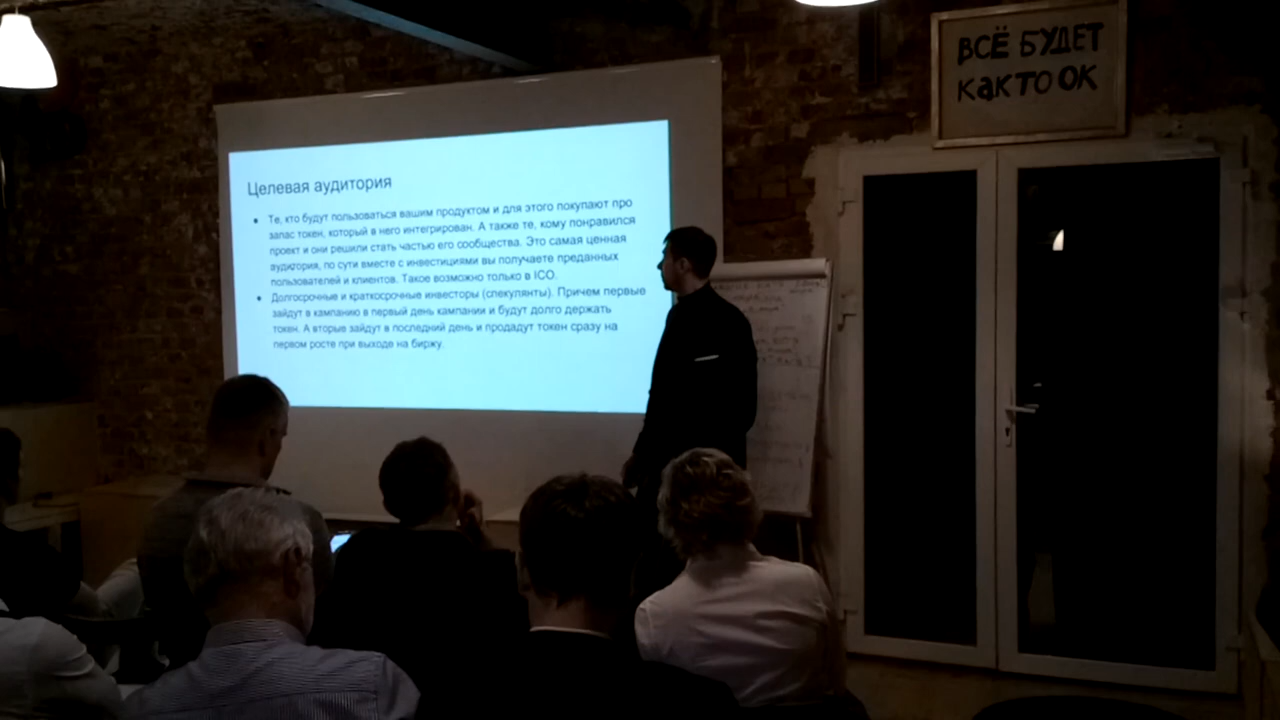 ВСЁ БУДЕТ
КАКТО ОК
Целевая аудитория
Те, кто будут пользоваться вашим продуктом и для этого покупают про
запас токен, который в него интегрирован. А также те, кому понравился
проект и они решили стать частью его сообщества. Это самая ценная
аудитория, по сути вместе с инвестициями вы получаете преданных
пользователей и клиентов. Такое возможно только в ICO.
Долгосрочные и краткосрочные инвесторы (спекулянты). Причем первые
зайдут в кампанию в первый день кампании и будут долго держать
токен. А вторые зайдут в последний день и продадут токен сразу на
первом росте при выходе на биржу.